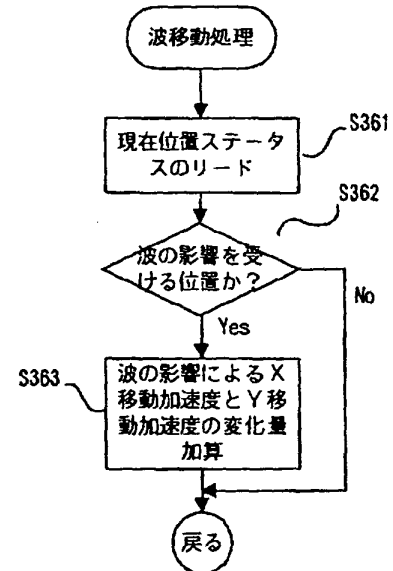 波移動処理
現在位置ステータ
スのリード
S361
S362
波の影響を受
ける位置か?
No
Yes
S363
波の影響によるX
移動加速度とY移
動加速度の変化量
加算
戻る